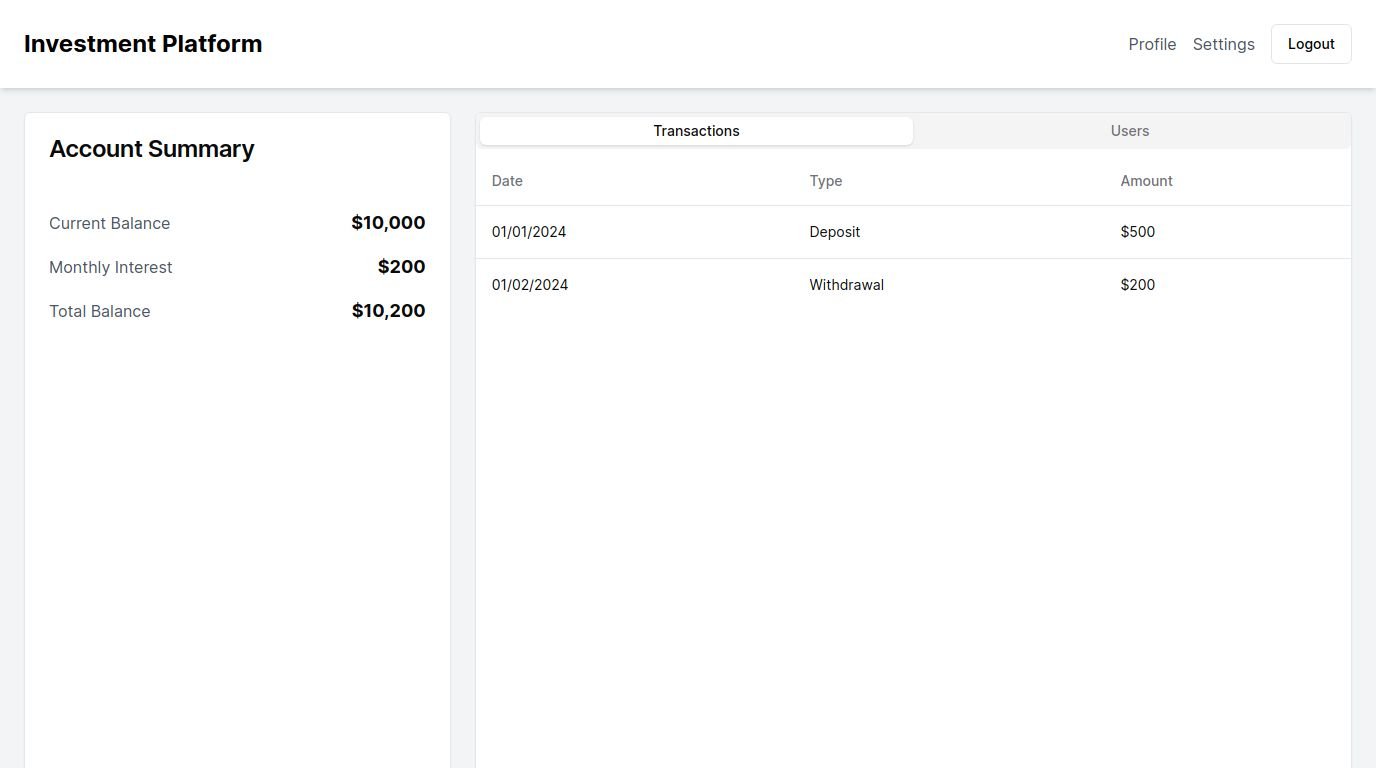 Investment Platform
Profile Settings Logout
Account Summary
Current Balance $10,000
Monthly Interest $200
Total Balance $10,200
Transactions Users
Date Type Amount
01/01/2024 Deposit $500
01/02/2024 Withdrawal $200